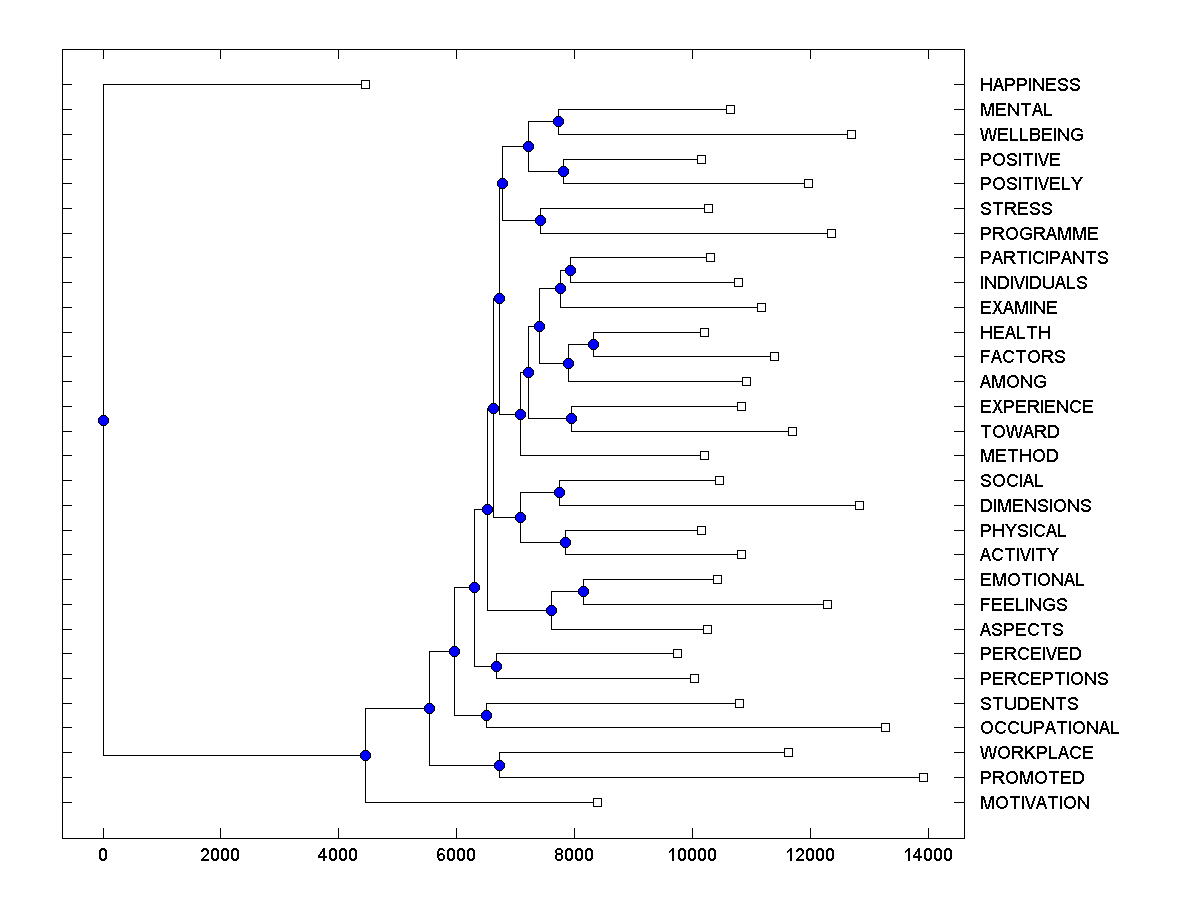 HAPPINESS
MENTAL
WELLBEING
POSITIVE
POSITIVELY
STRESS
PROGRAMME
PARTICIPANTS
INDIVIDUALS
EXAMINE
HEALTH
FACTORS
AMONG
EXPERIENCE
TOWARD
METHOD
SOCIAL
DIMENSIONS
PHYSICAL
ACTIVITY
EMOTIONAL
FEELINGS
ASPECTS
PERCEIVED
PERCEPTIONS
STUDENTS
OCCUPATIONAL
WORKPLACE
PROMOTED
MOTIVATION
0 2000 4000 6000 8000 10000 12000 14000